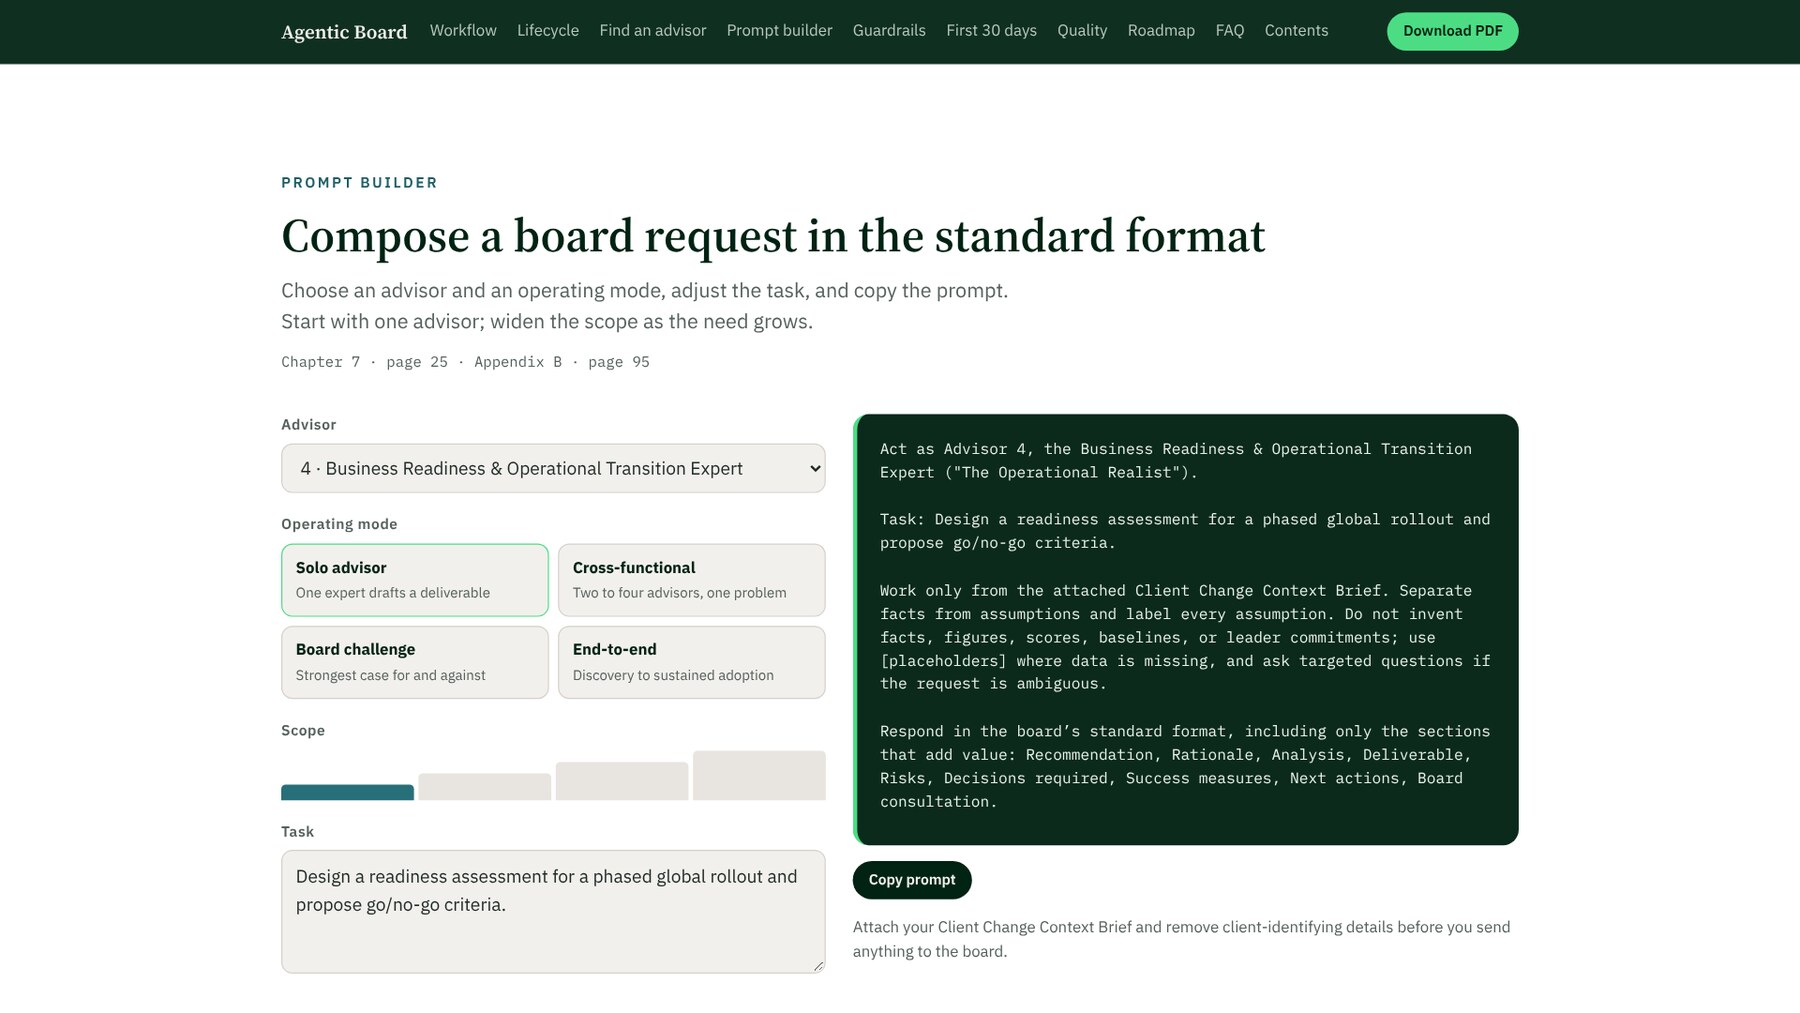 Agentic Board
Workflow
Lifecycle
Find an advisor
Prompt builder
Guardrails
First 30 days
Quality
Roadmap
FAQ
Contents
Download PDF
PROMPT BUILDER
Compose a board request in the standard format
Choose an advisor and an operating mode, adjust the task, and copy the prompt.
Start with one advisor; widen the scope as the need grows.
Chapter 7 · page 25 · Appendix B · page 95
Advisor
4 · Business Readiness & Operational Transition Expert
Operating mode
Solo advisor
One expert drafts a deliverable
Cross-functional
Two to four advisors, one problem
Board challenge
Strongest case for and against
End-to-end
Discovery to sustained adoption
Scope
Task
Design a readiness assessment for a phased global rollout and
propose go/no-go criteria.
Act as Advisor 4, the Business Readiness & Operational Transition
Expert ("The Operational Realist").
Task: Design a readiness assessment for a phased global rollout and
propose go/no-go criteria.
Work only from the attached Client Change Context Brief. Separate
facts from assumptions and label every assumption. Do not invent
facts, figures, scores, baselines, or leader commitments; use
[placeholders] where data is missing, and ask targeted questions if
the request is ambiguous.
Respond in the board’s standard format, including only the sections
that add value: Recommendation, Rationale, Analysis, Deliverable,
Risks, Decisions required, Success measures, Next actions, Board
consultation.
Copy prompt
Attach your Client Change Context Brief and remove client-identifying details before you send
anything to the board.